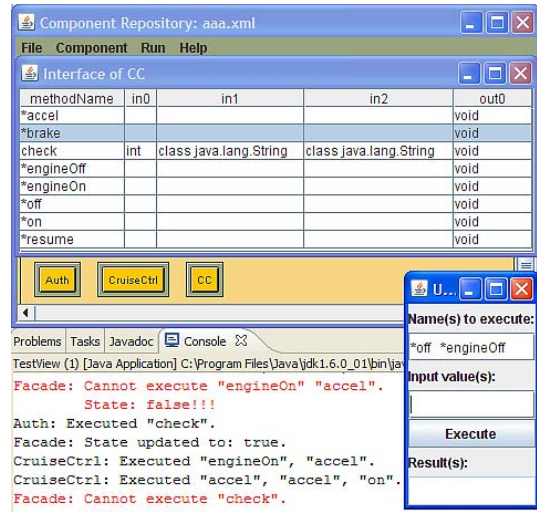 Component Repository: aaa.xml
File Component Run Help
Interface of CC
methodName in0 in1 in2 out0
*accel void
*brake void
check int class java.lang.String class java.lang.String void
*engineOff void
*engineOn void
*off void
*on void
*resume void
Auth CruiseCtrl CC
U...
Name(s) to execute:
*off *engineOff
Input value(s):
Execute
Result(s):
Problems Tasks Javadoc Console
TestView (1) [Java Application] C:\Program Files\Java\jdk1.6.0_01\bin\jav
Facade: Cannot execute "engineOn" "accel".
State: false!!!
Auth: Executed "check".
Facade: State updated to: true.
CruiseCtrl: Executed "engineOn", "accel".
CruiseCtrl: Executed "accel", "accel", "on".
Facade: Cannot execute "check".